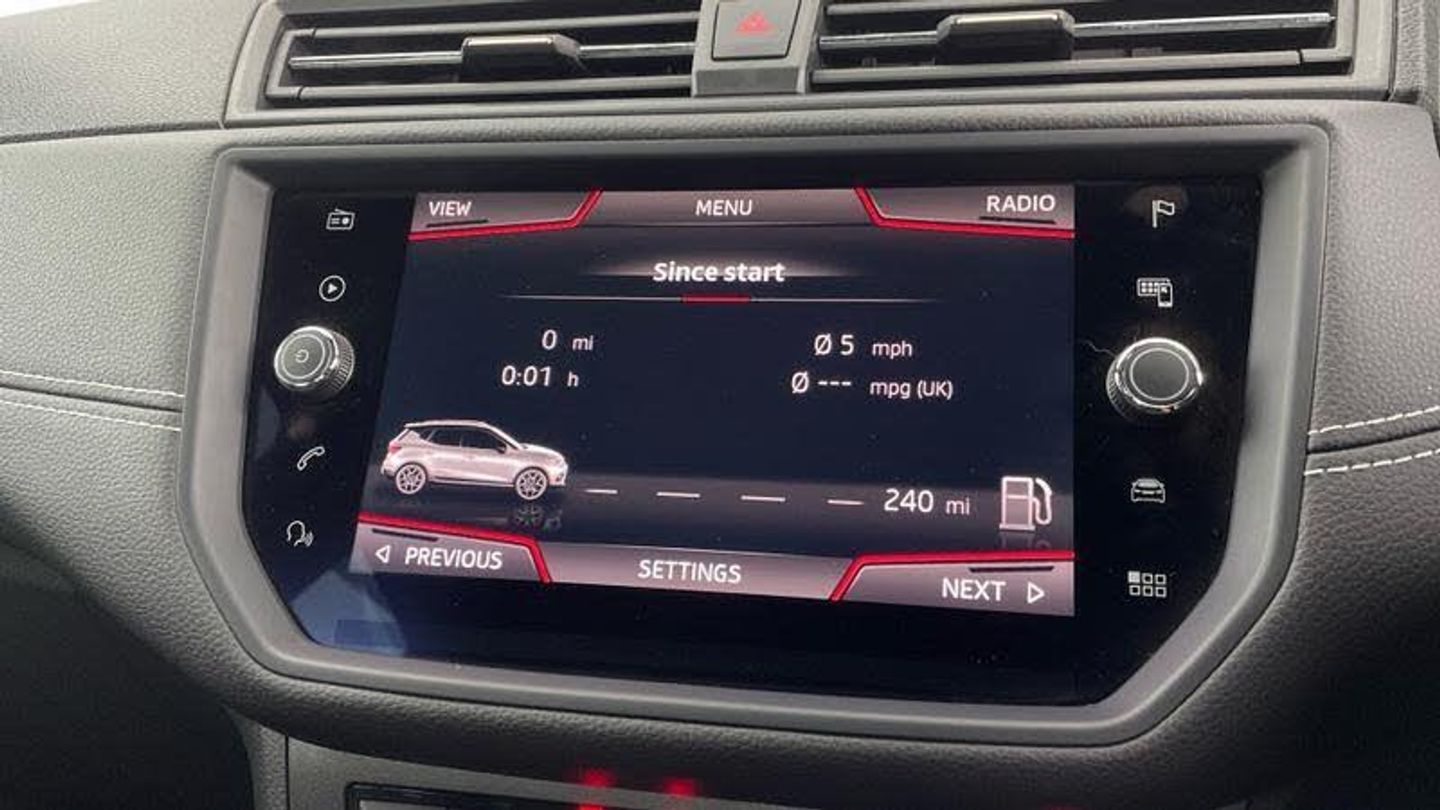 VIEW MENU RADIO
Since start
0 mi Ø 5 mph
0:01 h Ø --- mpg (UK)
240 mi
PREVIOUS SETTINGS NEXT